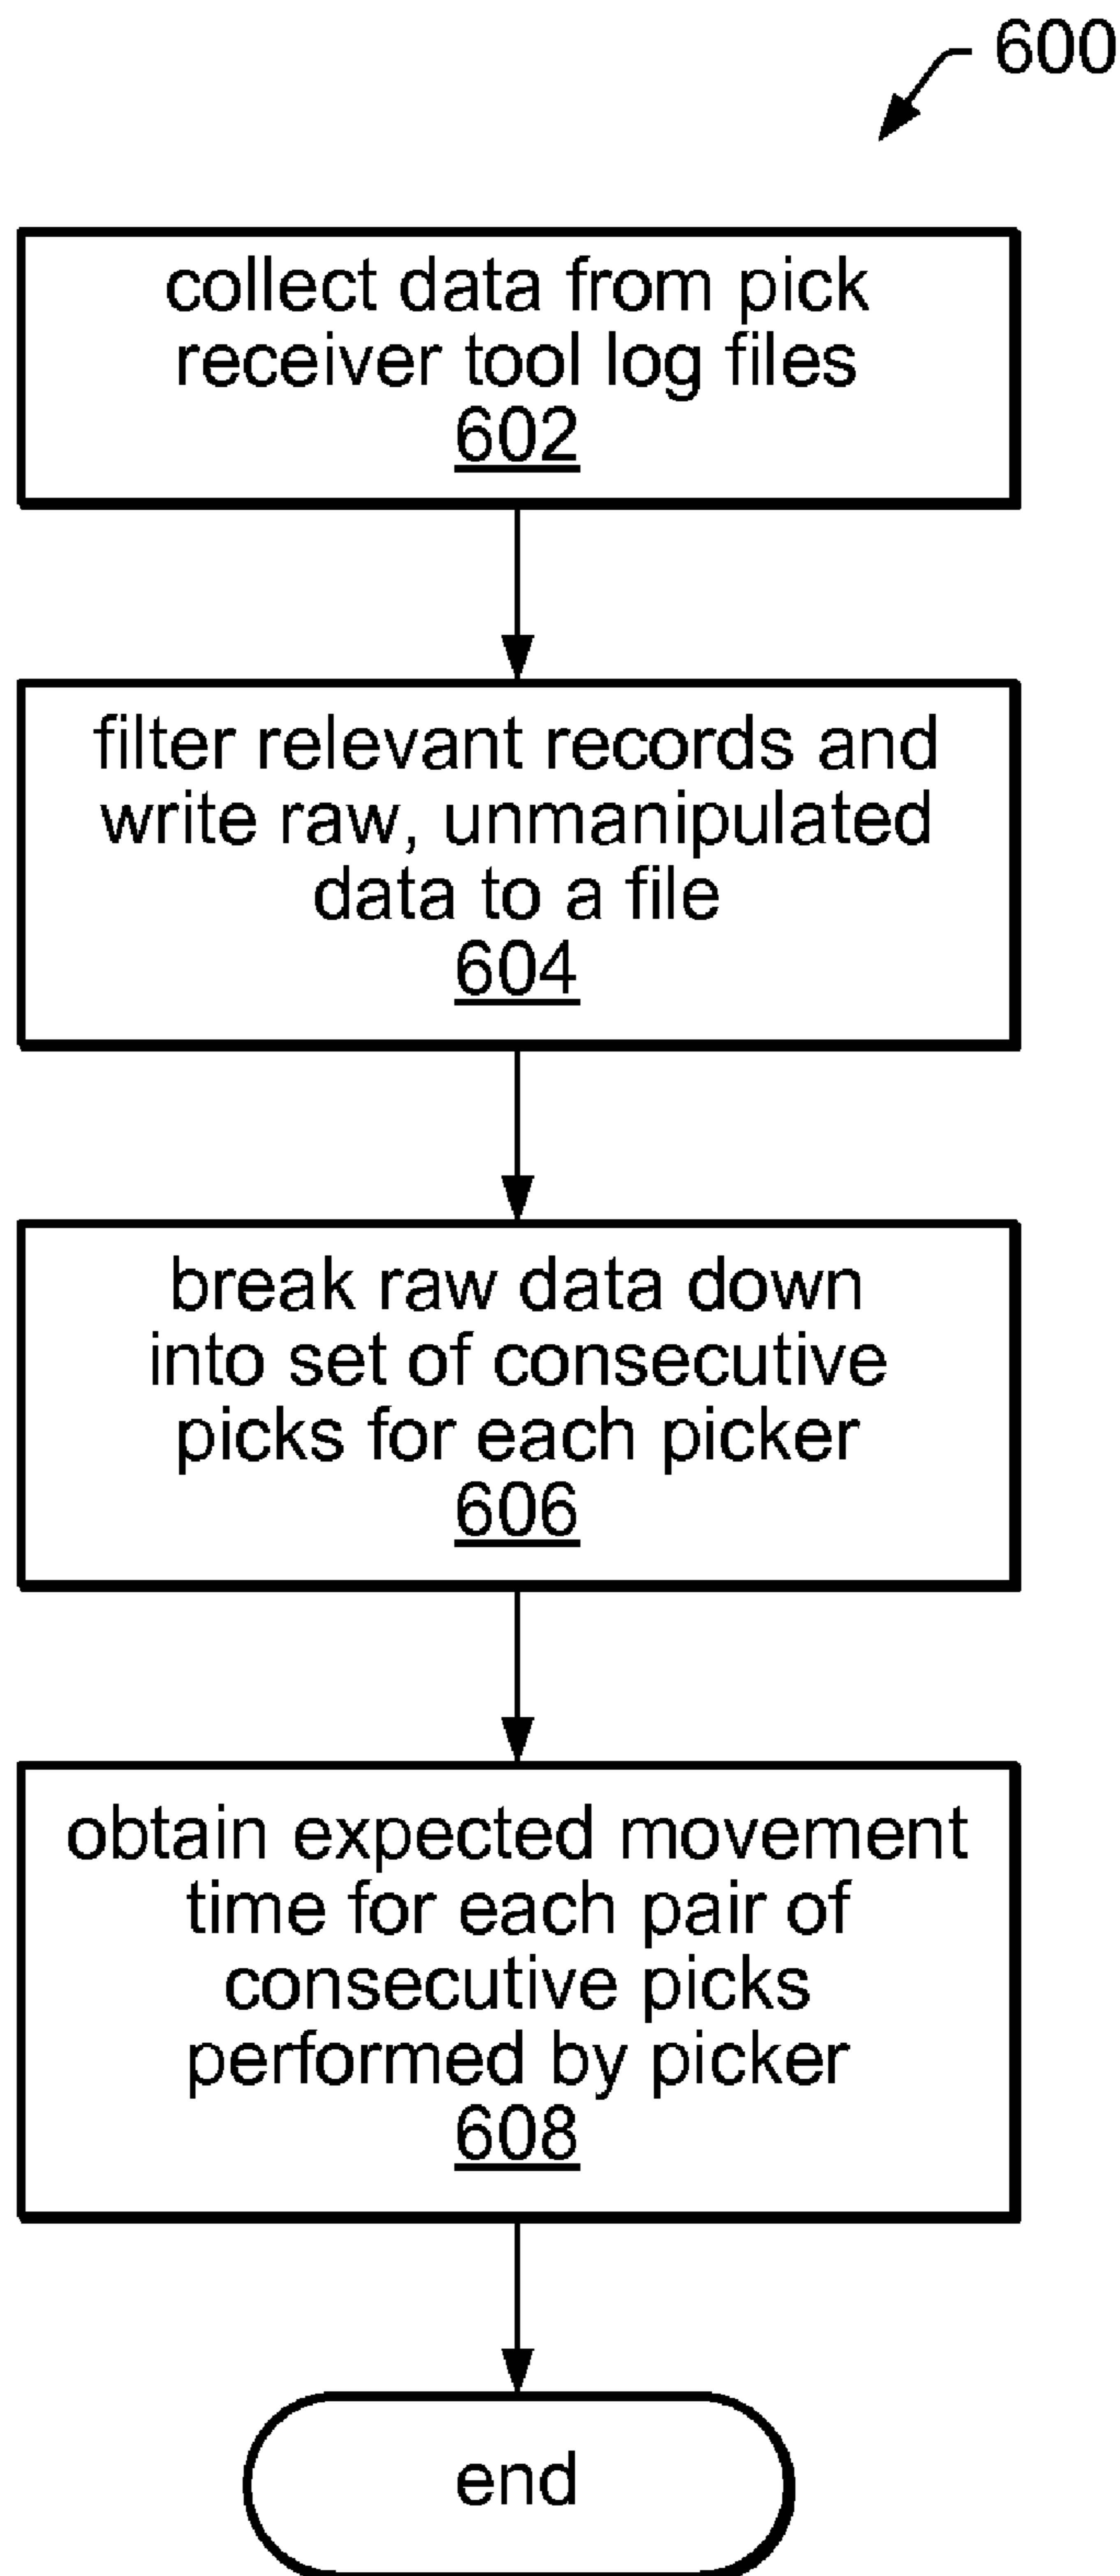 600
collect data from pick
receiver tool log files
602
filter relevant records and
write raw, unmanipulated
data to a file
604
break raw data down
into set of consecutive
picks for each picker
606
obtain expected movement
time for each pair of
consecutive picks
performed by picker
608
end